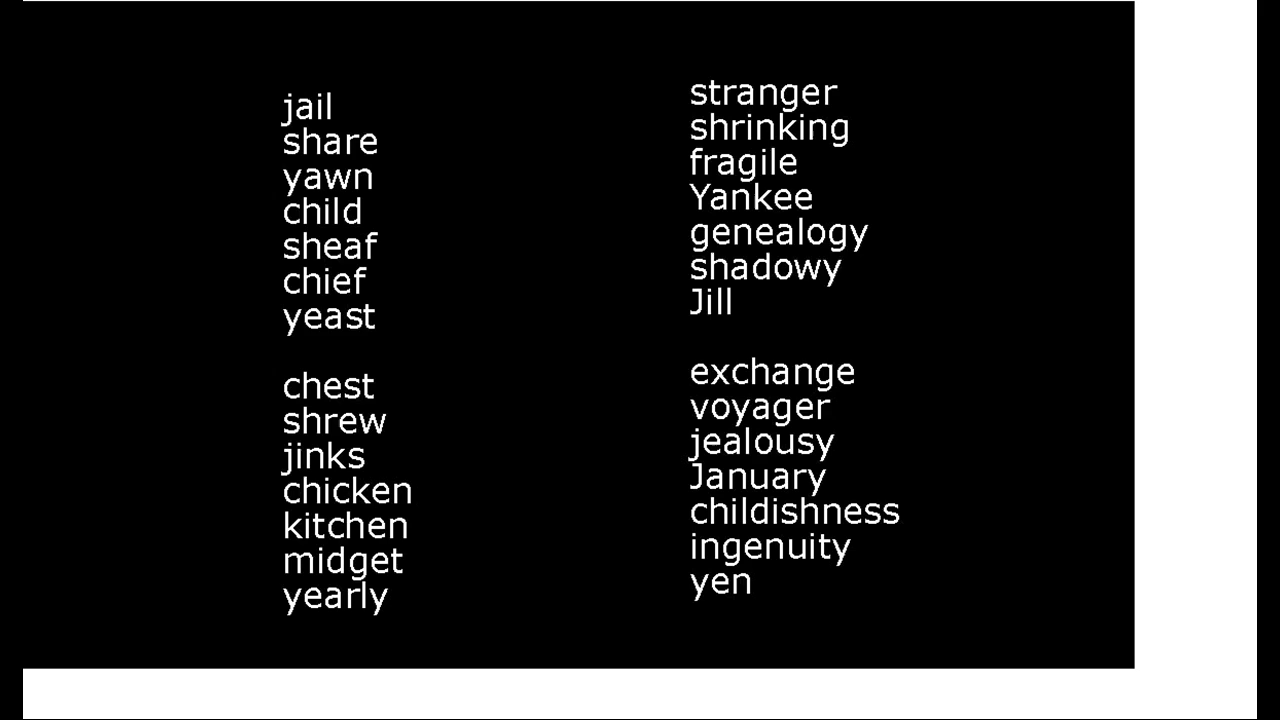 jail
share
yawn
child
sheaf
chief
yeast
chest
shrew
jinks
chicken
kitchen
midget
yearly
stranger
shrinking
fragile
Yankee
genealogy
shadowy
Jill
exchange
voyager
jealousy
January
childishness
ingenuity
yen